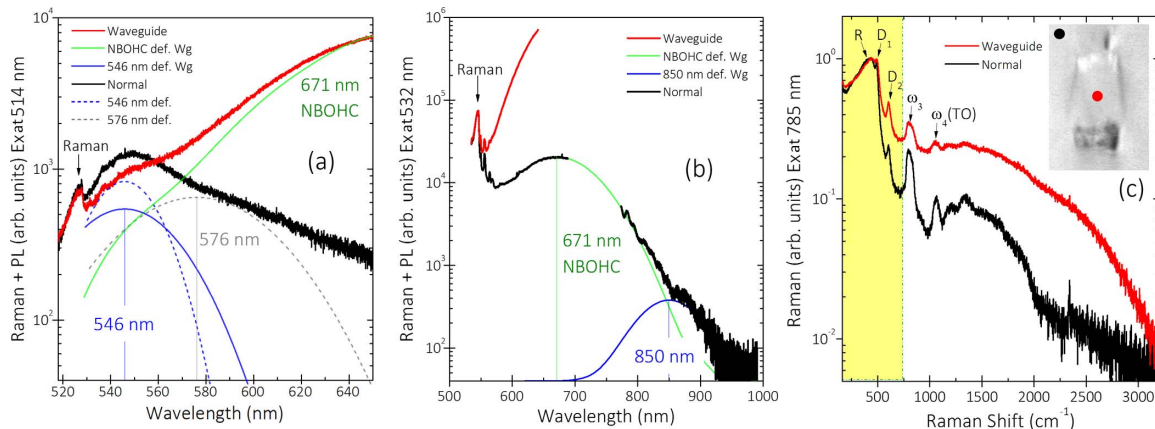 Raman + PL (arb. units) Exat 514
10⁴
10³
10²
Waveguide
NBOHC def. Wg
546 nm def. Wg
Normal
546 nm def.
576 nm def.
671 nm
NBOHC
Raman
(a)
576 nm
546 nm
520 540 560 580 600 620 640
Wavelength (nm)
Raman + PL (arb. units) Exat 532
10⁶
10⁵
10⁴
10³
10²
Waveguide
NBOHC def. Wg
850 nm def. Wg
Normal
Raman
(b)
671 nm
NBOHC
850 nm
500 600 700 800 900 1000
Wavelength (nm)
Raman (arb. units) Exat 785 nm
10⁰
10⁻¹
10⁻²
R
D₁
D₂
ω₃
ω₄(TO)
Waveguide
Normal
(c)
500 1000 1500 2000 2500 3000
Raman Shift (cm⁻¹)